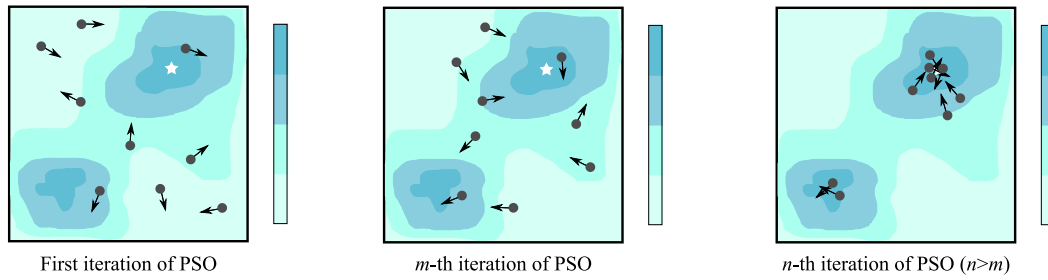 First iteration of PSO
m-th iteration of PSO
n-th iteration of PSO (n>m)